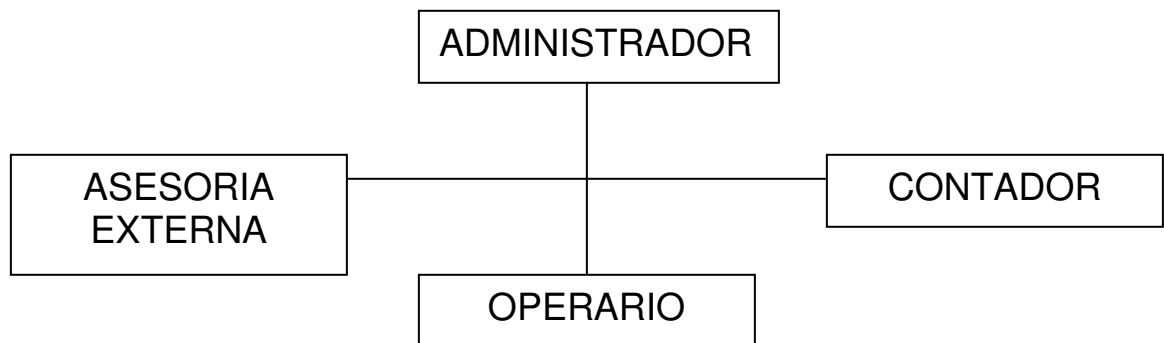 ADMINISTRADOR
ASESORIA
EXTERNA
CONTADOR
OPERARIO